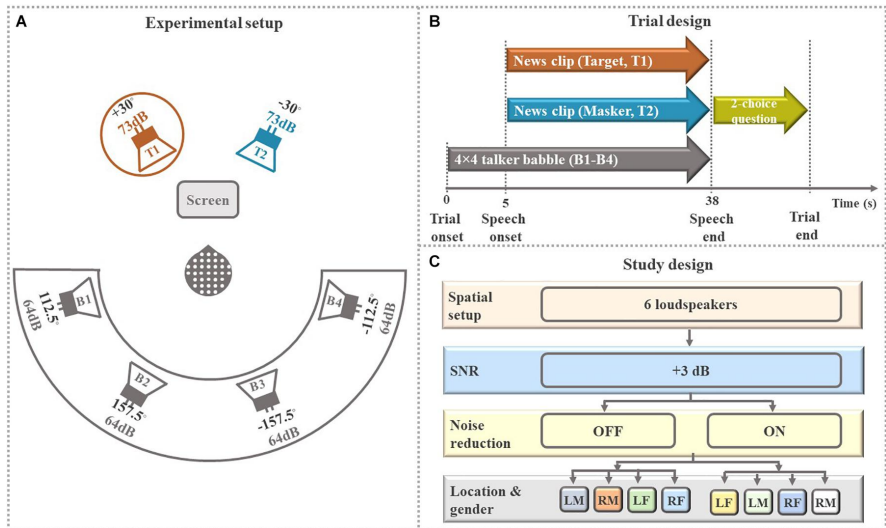 A
Experimental setup
+30°
73dB
T1
-30°
73dB
T2
Screen
B1
112.5°
64dB
B2
157.5°
64dB
B3
-157.5°
64dB
B4
-112.5°
64dB
B
Trial design
News clip (Target, T1)
News clip (Masker, T2)
2-choice
question
4×4 talker babble (B1-B4)
0
5
38
Time (s)
Trial
onset
Speech
onset
Speech
end
Trial
end
C
Study design
Spatial
setup
6 loudspeakers
SNR
+3 dB
Noise
reduction
OFF
ON
Location &
gender
LM
RM
LF
RF
LF
LM
RF
RM